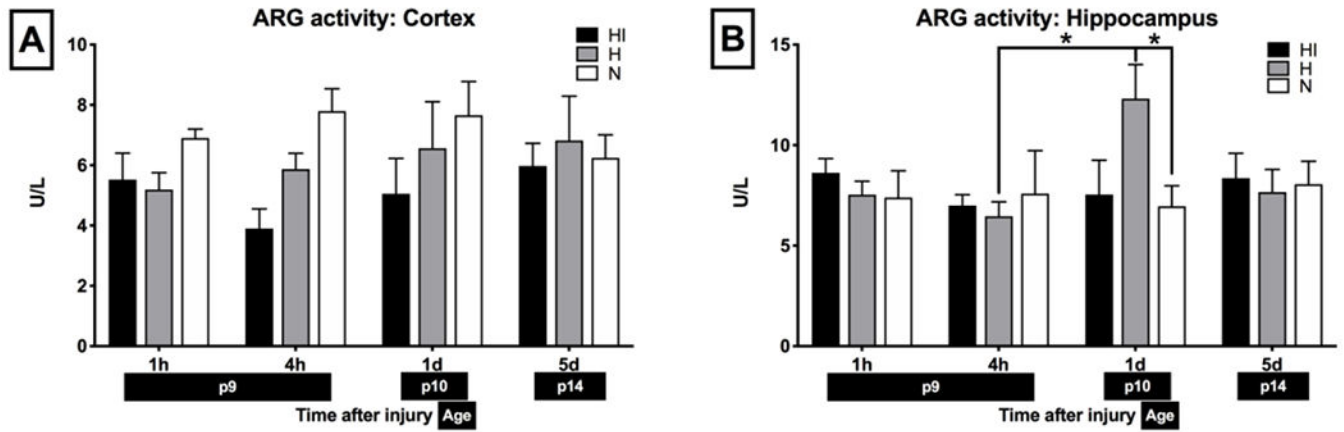 A
ARG activity: Cortex
HI
H
N
10
8
6
4
2
0
U/L
1h 4h 1d 5d
p9 p10 p14
Time after injury Age
B
ARG activity: Hippocampus
* *
HI
H
N
15
10
5
0
U/L
1h 4h 1d 5d
p9 p10 p14
Time after injury Age